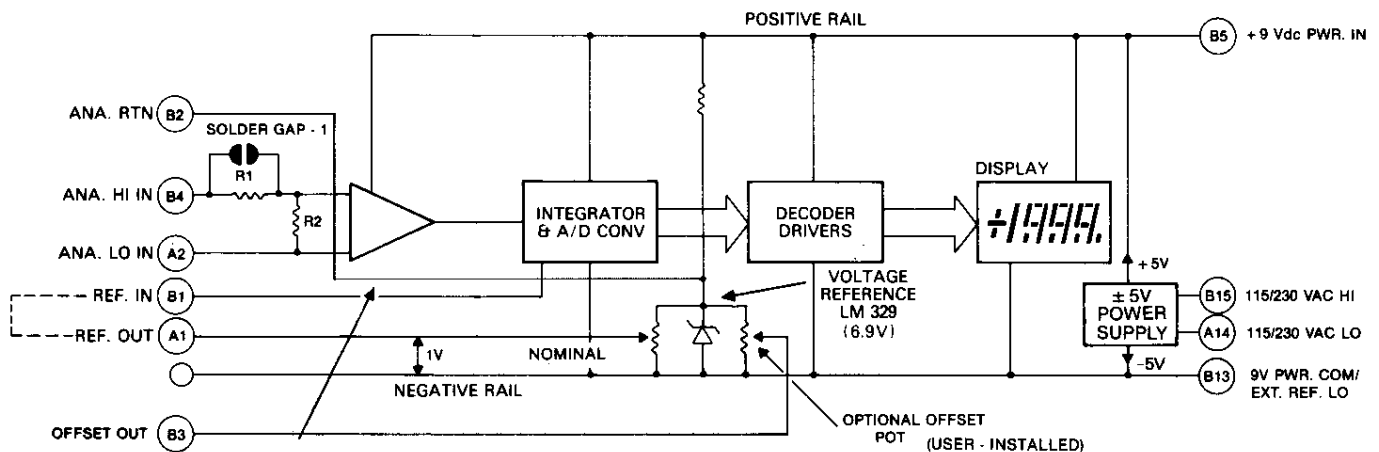 POSITIVE RAIL
B5 + 9 Vdc PWR. IN
ANA. RTN B2
SOLDER GAP - 1
R1
ANA. HI IN B4
R2
ANA. LO IN A2
INTEGRATOR
& A/D CONV
DECODER
DRIVERS
DISPLAY
÷1999.
+ 5V
REF. IN B1
REF. OUT A1
1V
NOMINAL
NEGATIVE RAIL
VOLTAGE
REFERENCE
LM 329
(6.9V)
± 5V
POWER
SUPPLY
B15 115/230 VAC HI
A14 115/230 VAC LO
-5V
B13 9V PWR. COM/
EXT. REF. LO
OFFSET OUT B3
OPTIONAL OFFSET
POT
(USER - INSTALLED)